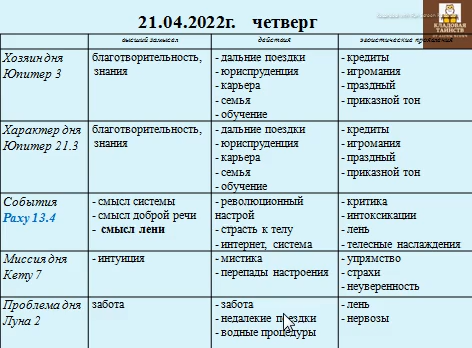 21.04.2022г. четверг
КЛАДОВАЯ
ТАИНСТВ
высший замысел действия эгоистические проявления
Хозяин дня
Юпитер 3
благотворительность,
знания
- дальние поездки
- юриспруденция
- карьера
- семья
- обучение
- кредиты
- игромания
- праздный
- приказной тон
Характер дня
Юпитер 21.3
благотворительность,
знания
- дальние поездки
- юриспруденция
- карьера
- семья
- обучение
- кредиты
- игромания
- праздный
- приказной тон
События
Раху 13.4
- смысл системы
- смысл доброй речи
- смысл лени
- революционный
настрой
- страсть к телу
- интернет, система
- критика
- интоксикации
- лень
- телесные наслаждения
Миссия дня
Кету 7
- интуиция
- мистика
- перепады настроения
- упрямство
- страхи
- неуверенность
Проблема дня
Луна 2
забота
- забота
- недалекие поездки
- водные процедуры
- лень
- нервозы